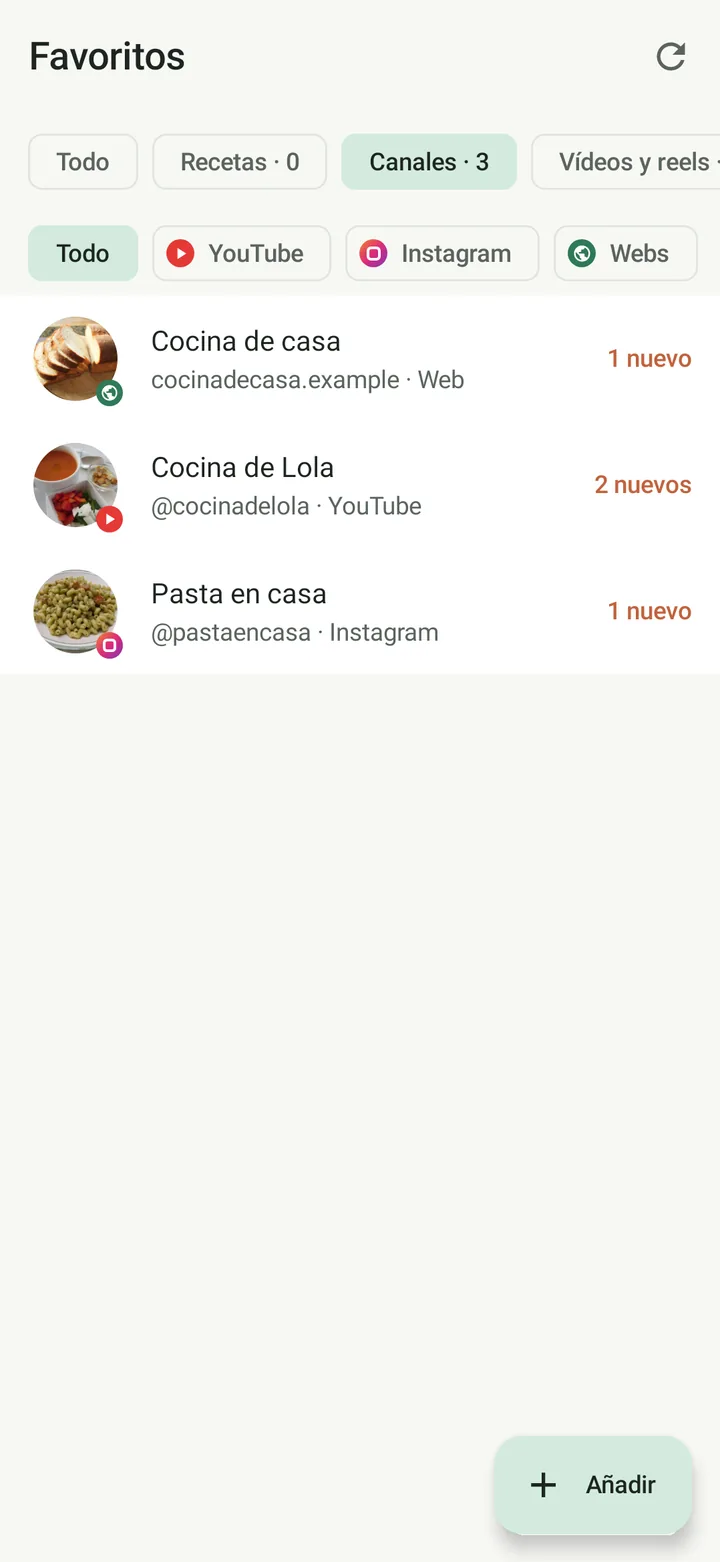 Favoritos
Todo
Recetas · 0
Canales · 3
Vídeos y reels ·
Todo
YouTube
Instagram
Webs
Cocina de casa
cocinadecasa.example · Web
1 nuevo
Cocina de Lola
@cocinadelola · YouTube
2 nuevos
Pasta en casa
@pastaencasa · Instagram
1 nuevo
+ Añadir